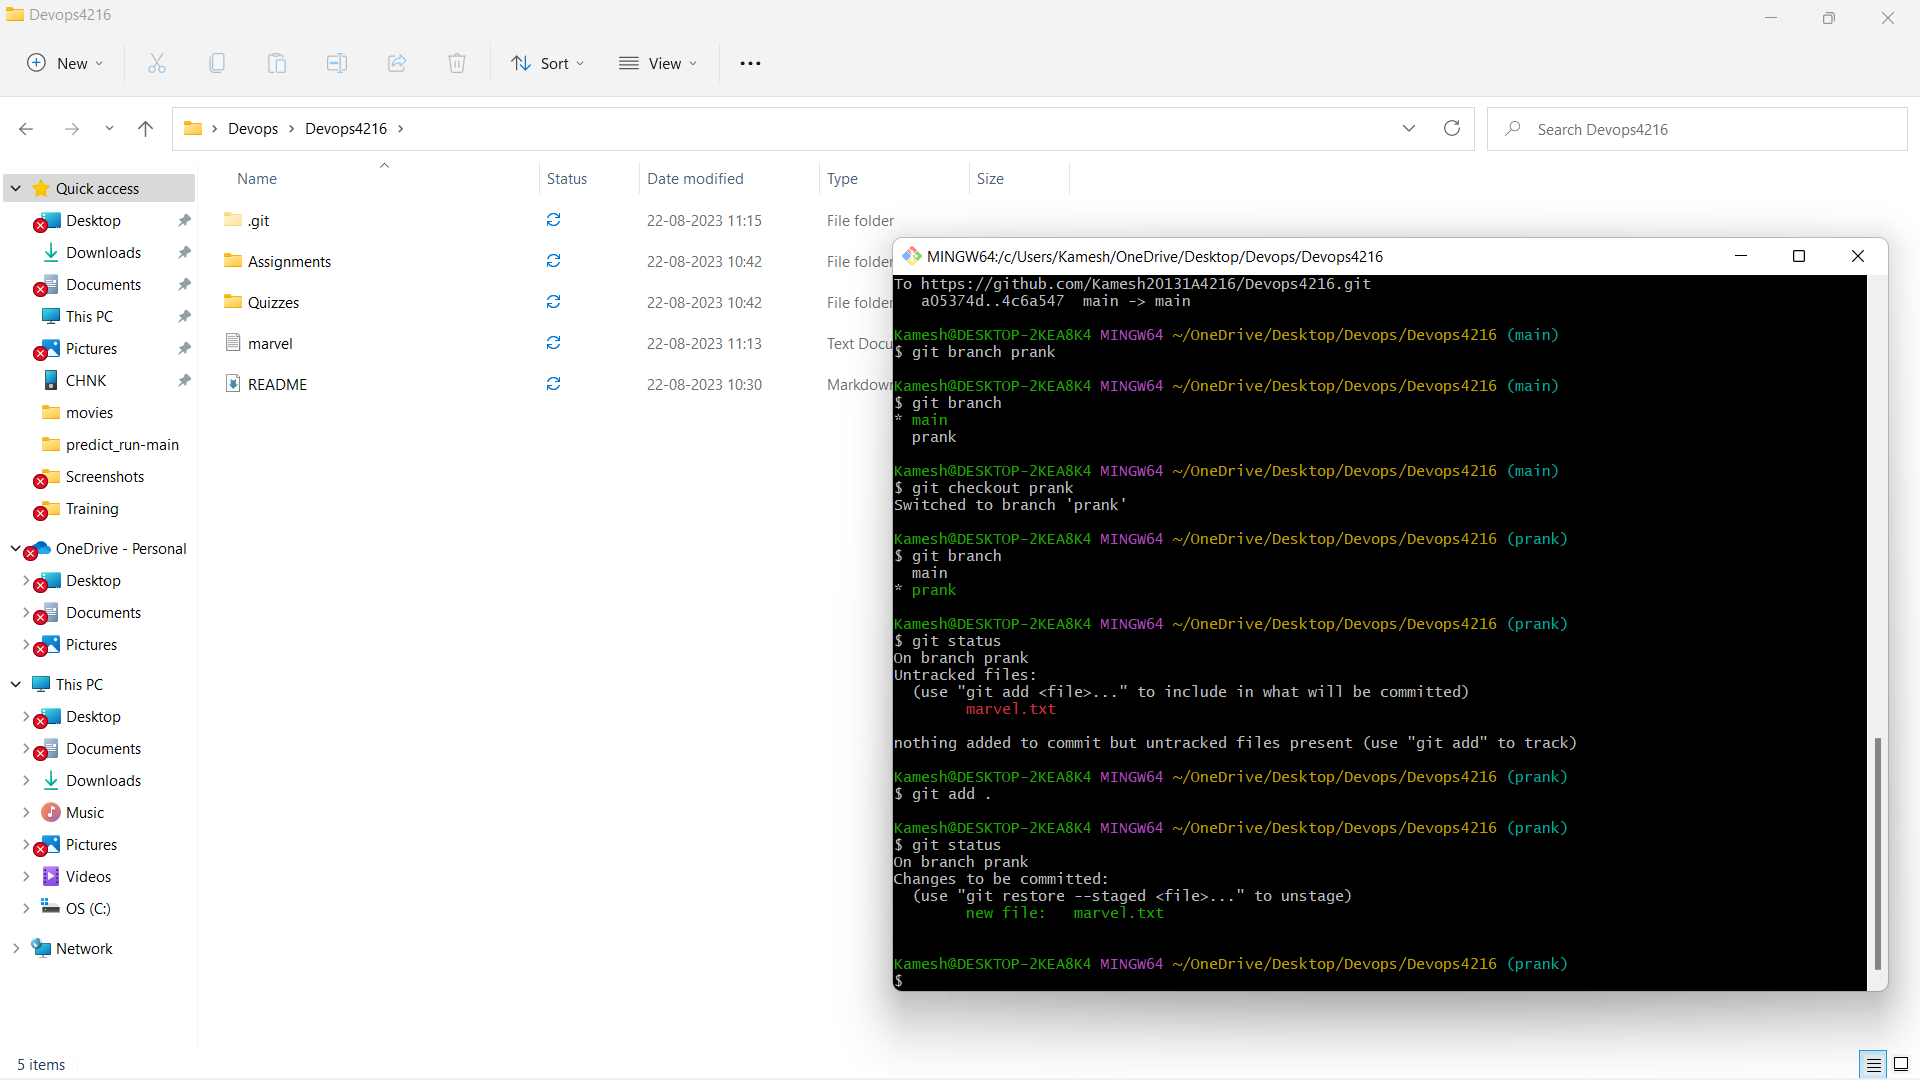 Devops4216
New
Sort
View
Devops
Devops4216
Search Devops4216
Name
Status
Date modified
Type
Size
.git
22-08-2023 11:15
File folder
Assignments
22-08-2023 10:42
File folder
Quizzes
22-08-2023 10:42
File folder
marvel
22-08-2023 11:13
Text Docu
README
22-08-2023 10:30
Markdown
Quick access
Desktop
Downloads
Documents
This PC
Pictures
CHNK
movies
predict_run-main
Screenshots
Training
OneDrive - Personal
Desktop
Documents
Pictures
This PC
Desktop
Documents
Downloads
Music
Pictures
Videos
OS (C:)
Network
5 items
MINGW64:/c/Users/Kamesh/OneDrive/Desktop/Devops/Devops4216
To https://github.com/Kamesh20131A4216/Devops4216.git
a05374d..4c6a547  main -> main
Kamesh@DESKTOP-2KEA8K4 MINGW64 ~/OneDrive/Desktop/Devops/Devops4216 (main)
$ git branch prank
Kamesh@DESKTOP-2KEA8K4 MINGW64 ~/OneDrive/Desktop/Devops/Devops4216 (main)
$ git branch
* main
prank
Kamesh@DESKTOP-2KEA8K4 MINGW64 ~/OneDrive/Desktop/Devops/Devops4216 (main)
$ git checkout prank
Switched to branch 'prank'
Kamesh@DESKTOP-2KEA8K4 MINGW64 ~/OneDrive/Desktop/Devops/Devops4216 (prank)
$ git branch
main
* prank
Kamesh@DESKTOP-2KEA8K4 MINGW64 ~/OneDrive/Desktop/Devops/Devops4216 (prank)
$ git status
On branch prank
Untracked files:
(use "git add <file>..." to include in what will be committed)
marvel.txt
nothing added to commit but untracked files present (use "git add" to track)
Kamesh@DESKTOP-2KEA8K4 MINGW64 ~/OneDrive/Desktop/Devops/Devops4216 (prank)
$ git add .
Kamesh@DESKTOP-2KEA8K4 MINGW64 ~/OneDrive/Desktop/Devops/Devops4216 (prank)
$ git status
On branch prank
Changes to be committed:
(use "git restore --staged <file>..." to unstage)
new file:   marvel.txt
Kamesh@DESKTOP-2KEA8K4 MINGW64 ~/OneDrive/Desktop/Devops/Devops4216 (prank)
$